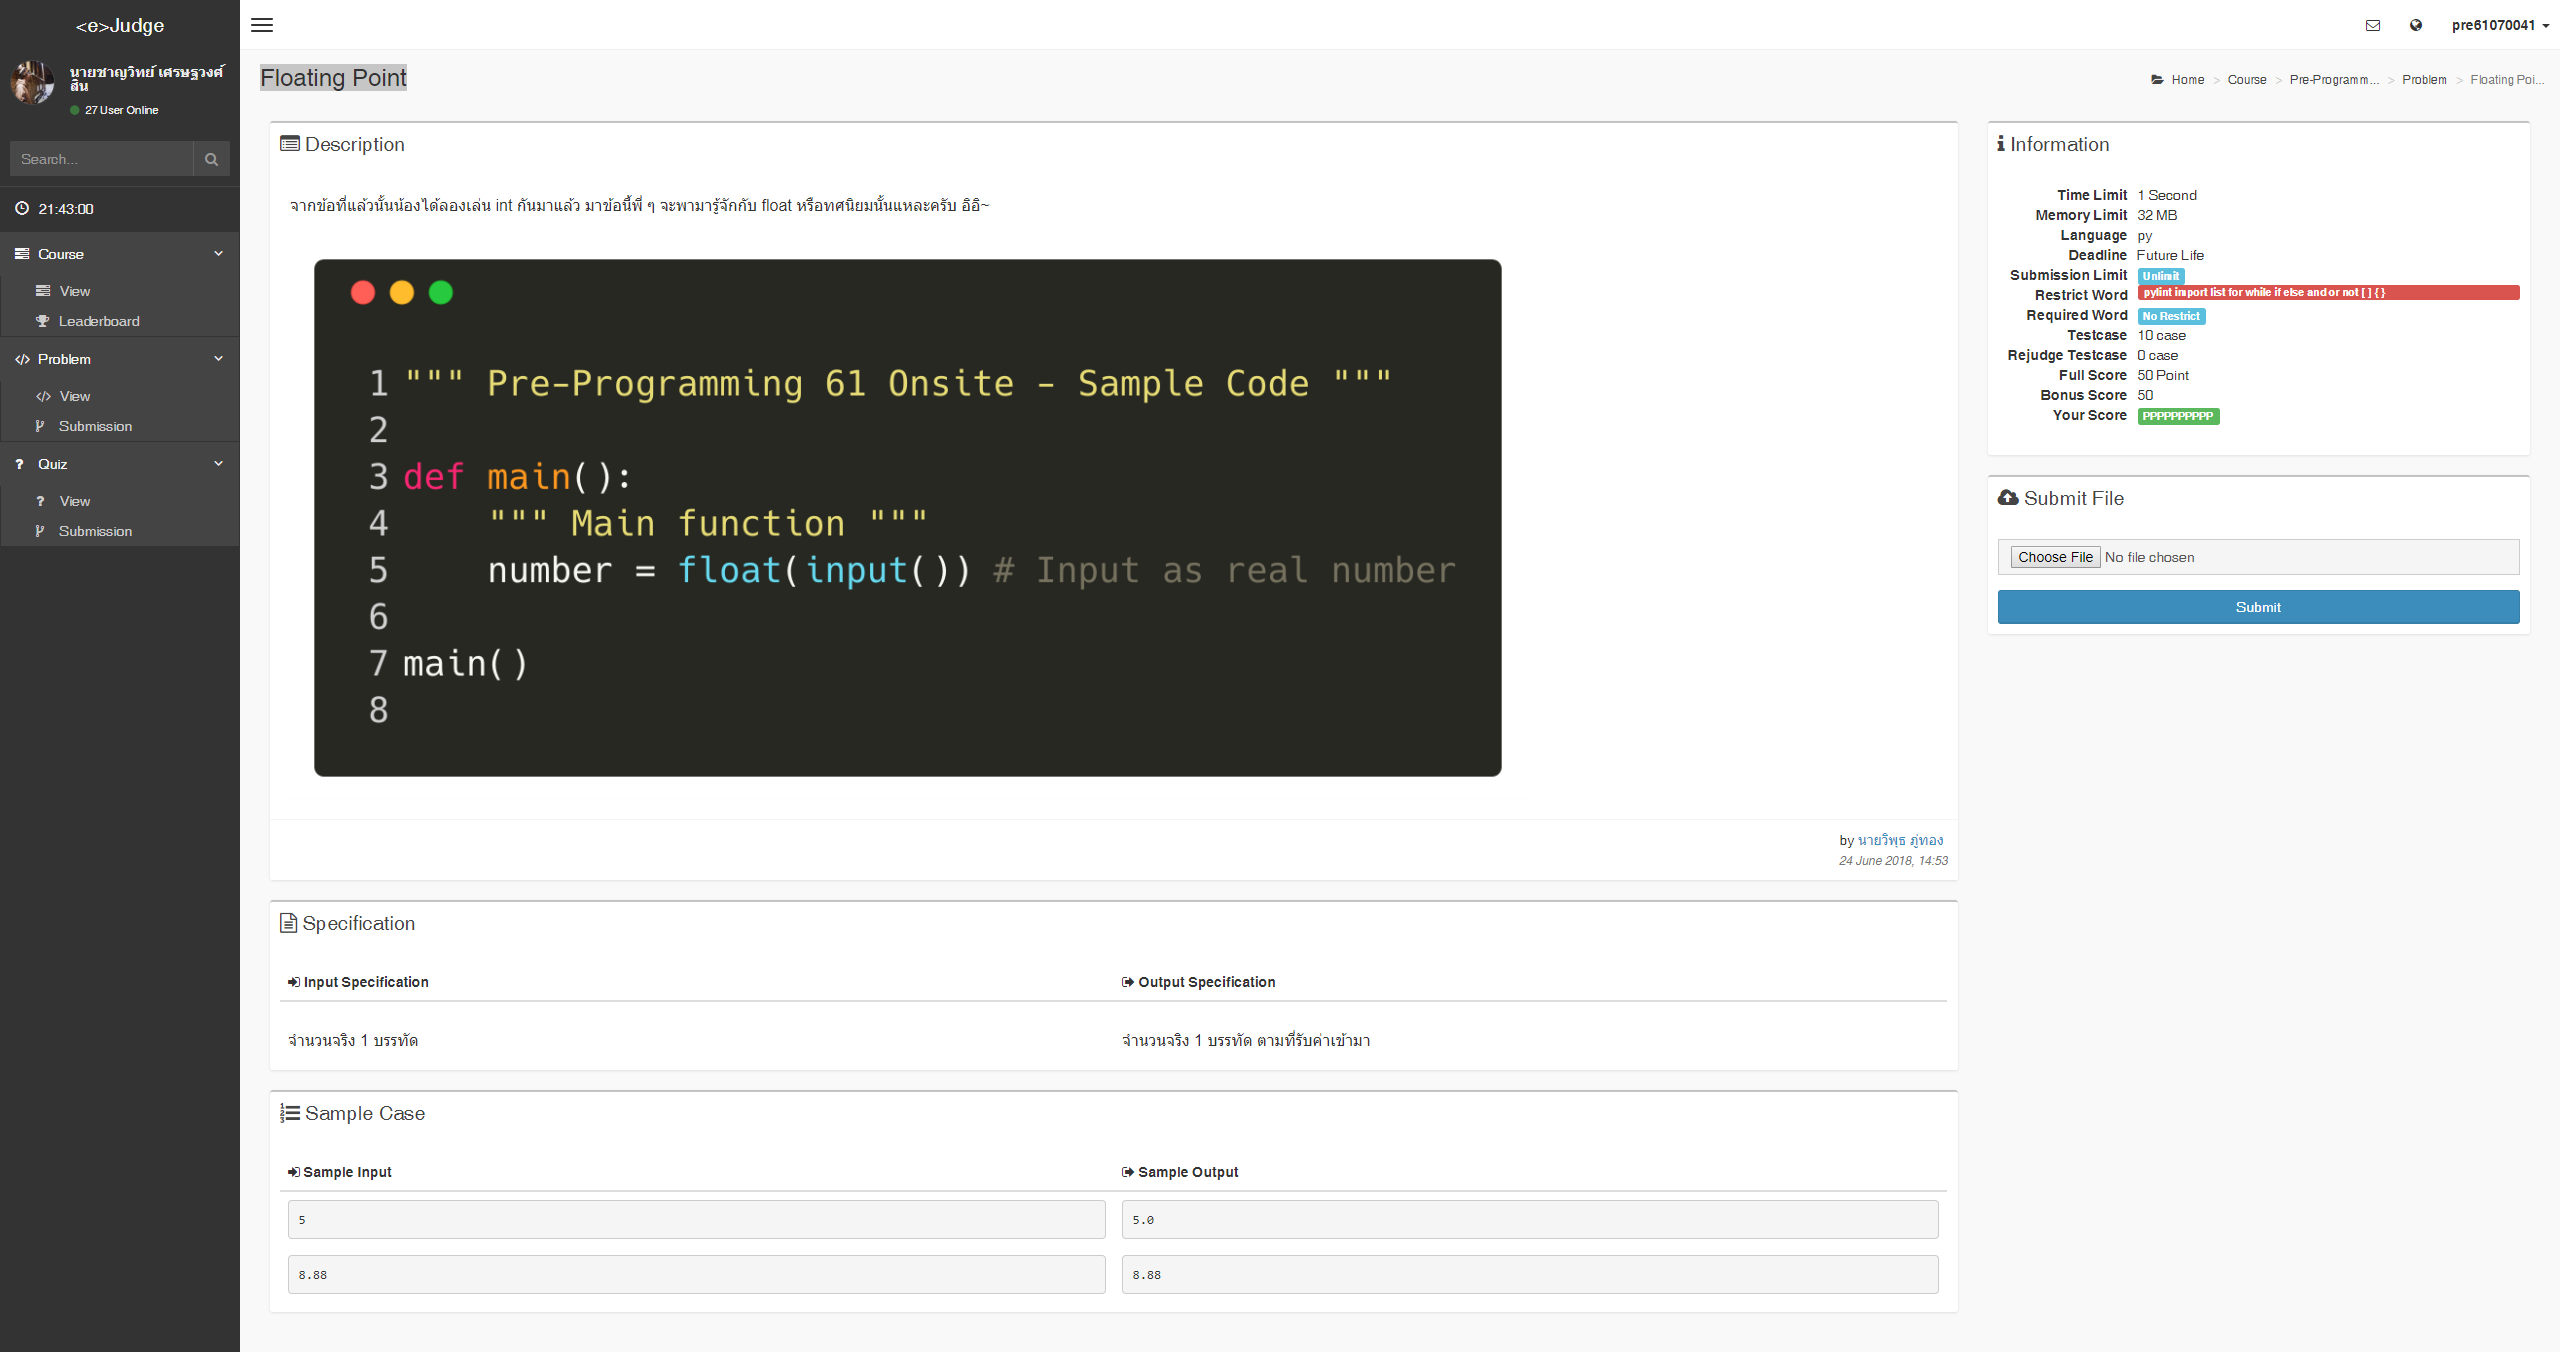 <e>Judge
นายชาญวิทย์ เศรษฐวงศ์
สิน
27 User Online
Search...
21:43:00
Course
View
Leaderboard
Problem
View
Submission
Quiz
View
Submission
pre61070041
Floating Point
Home > Course > Pre-Programm... > Problem > Floating Poi...
Description
จากข้อที่แล้วนั้นน้องได้ลองเล่น int กันมาแล้ว มาข้อนี้พี่ ๆ จะพามารู้จักกับ float หรือทศนิยมนั้นแหละครับ อิอิ~
1 """ Pre-Programming 61 Onsite - Sample Code """
2
3 def main():
4     """ Main function """
5     number = float(input()) # Input as real number
6
7 main()
8
by นายวิพุธ ภู่ทอง
24 June 2018, 14:53
Specification
Input Specification
Output Specification
จำนวนจริง 1 บรรทัด
จำนวนจริง 1 บรรทัด ตามที่รับค่าเข้ามา
Sample Case
Sample Input
Sample Output
5
5.0
8.88
8.88
Information
Time Limit 1 Second
Memory Limit 32 MB
Language py
Deadline Future Life
Submission Limit Unlimit
Restrict Word pylint import list for while if else and or not [ ] { }
Required Word No Restrict
Testcase 10 case
Rejudge Testcase 0 case
Full Score 50 Point
Bonus Score 50
Your Score PPPPPPPPPP
Submit File
Choose File No file chosen
Submit